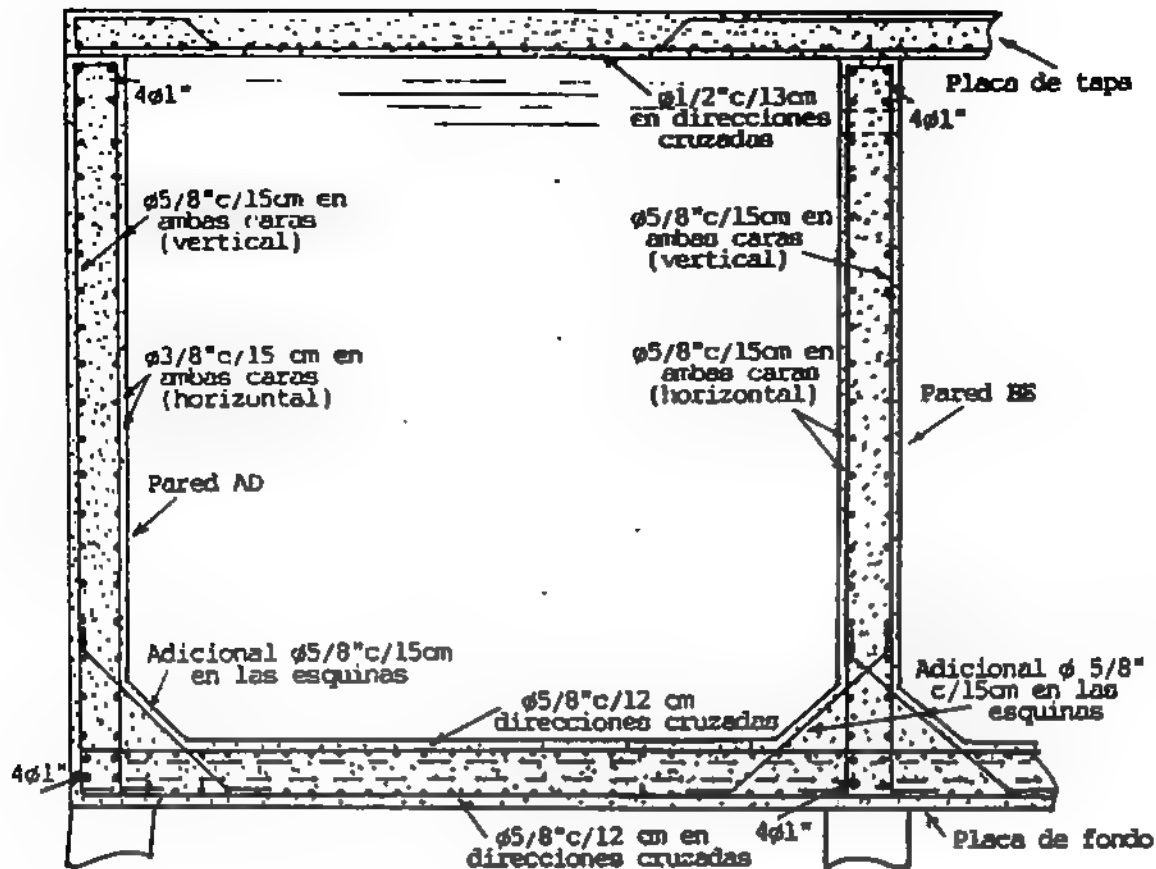 Placa de tapa
4ø1"
ø1/2"c/13cm
en direcciones
cruzadas
4ø1"
ø5/8"c/15cm en
ambas caras
(vertical)
ø5/8"c/15cm en
ambas caras
(vertical)
ø3/8"c/15 cm en
ambas caras
(horizontal)
ø5/8"c/15cm en
ambas caras
(horizontal)
Pared BE
Pared AD
Adicional ø5/8"c/15cm
en las esquinas
Adicional ø 5/8"
c/15cm en las
esquinas
ø5/8"c/12 cm
direcciones cruzadas
4ø1"
ø5/8"c/12 cm en
direcciones cruzadas
4ø1"
Placa de fondo